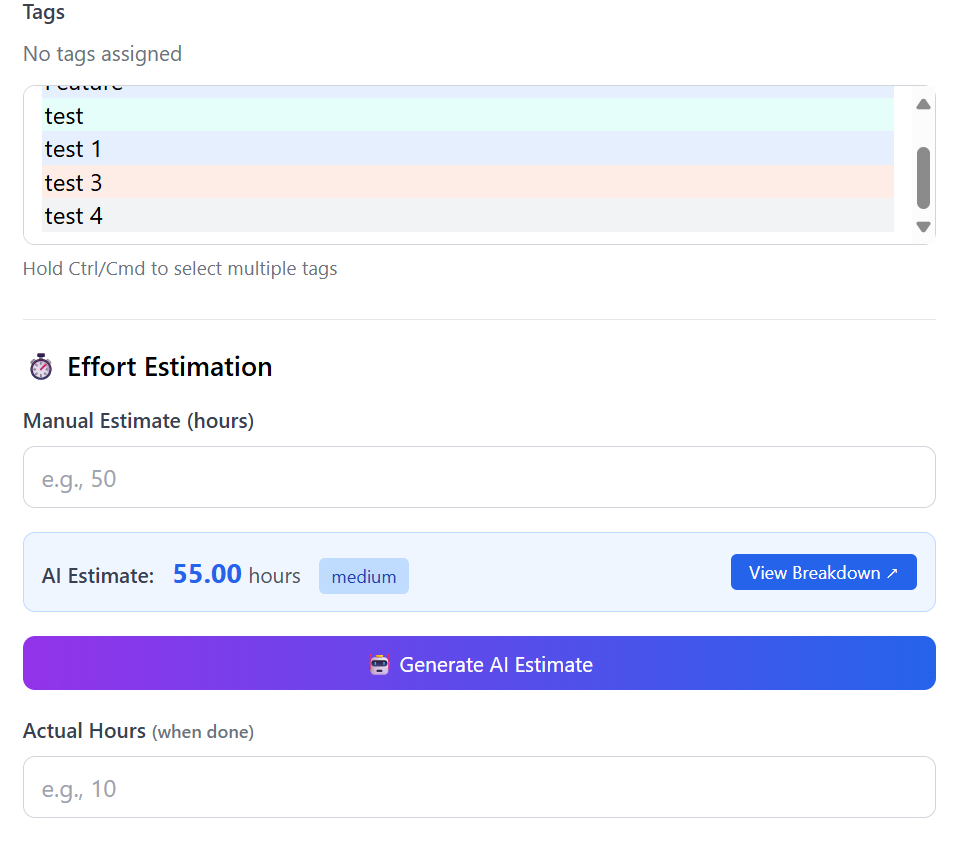 Tags
No tags assigned
Feature
test
test 1
test 3
test 4
Hold Ctrl/Cmd to select multiple tags
Effort Estimation
Manual Estimate (hours)
e.g., 50
AI Estimate: 55.00 hours medium View Breakdown ↗
Generate AI Estimate
Actual Hours (when done)
e.g., 10